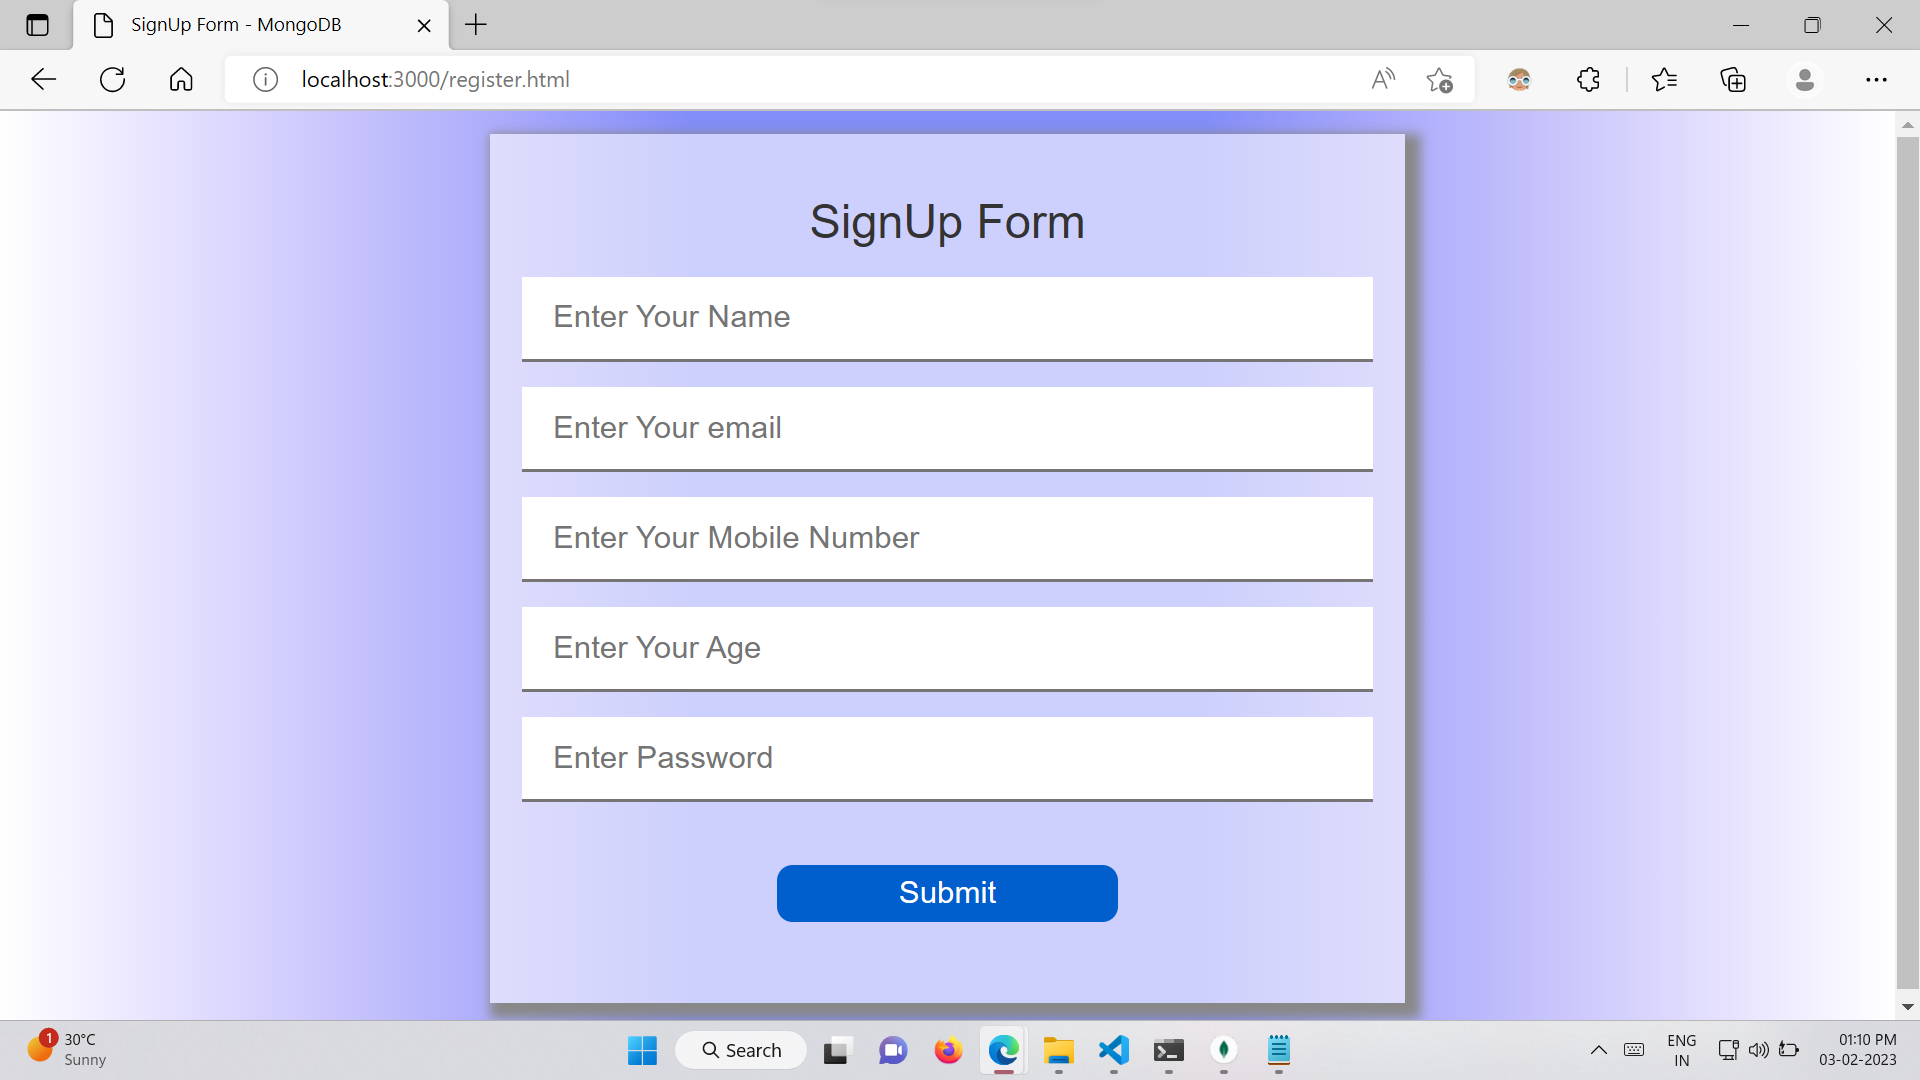 SignUp Form - MongoDB
localhost:3000/register.html
SignUp Form
Enter Your Name
Enter Your email
Enter Your Mobile Number
Enter Your Age
Enter Password
Submit
1
30°C
Sunny
Search
ENG
IN
01:10 PM
03-02-2023